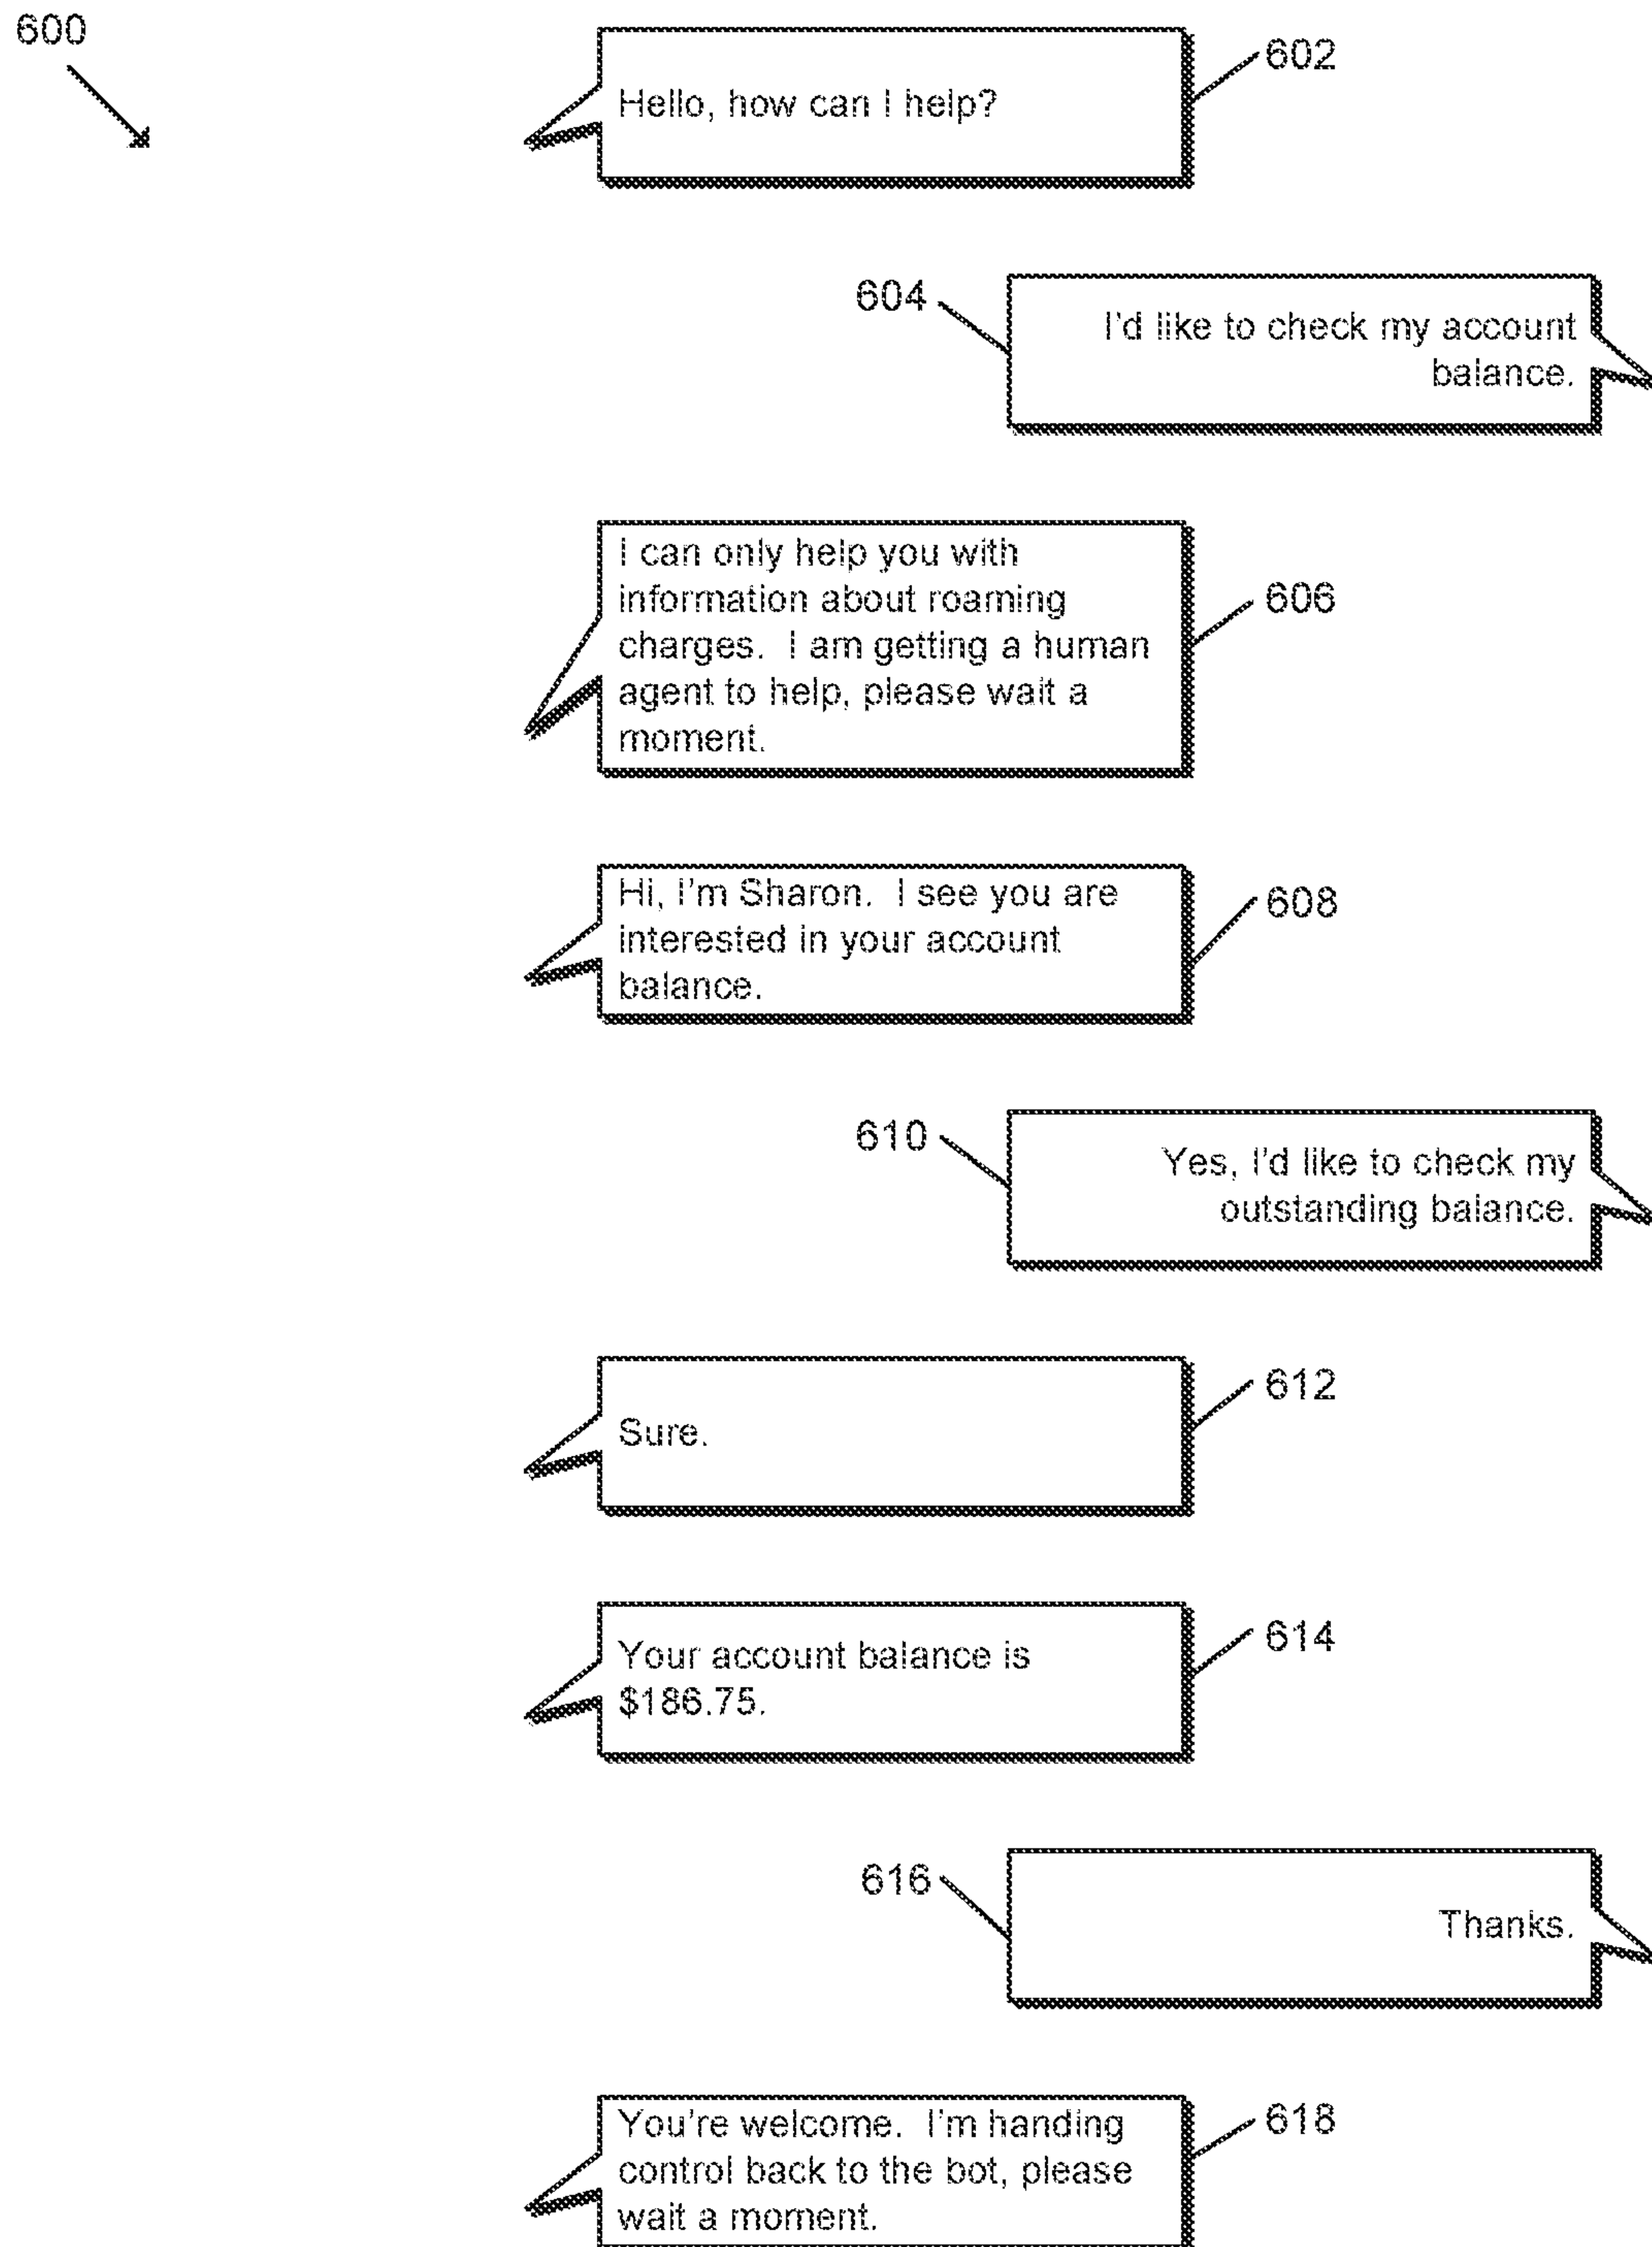 600
602
Hello, how can I help?
604
I'd like to check my account
balance.
I can only help you with
information about roaming
charges.  I am getting a human
agent to help, please wait a
moment.
606
Hi, I'm Sharon.  I see you are
interested in your account
balance.
608
610
Yes, I'd like to check my
outstanding balance.
612
Sure.
614
Your account balance is
$186.75.
616
Thanks.
618
You're welcome.  I'm handing
control back to the bot, please
wait a moment.